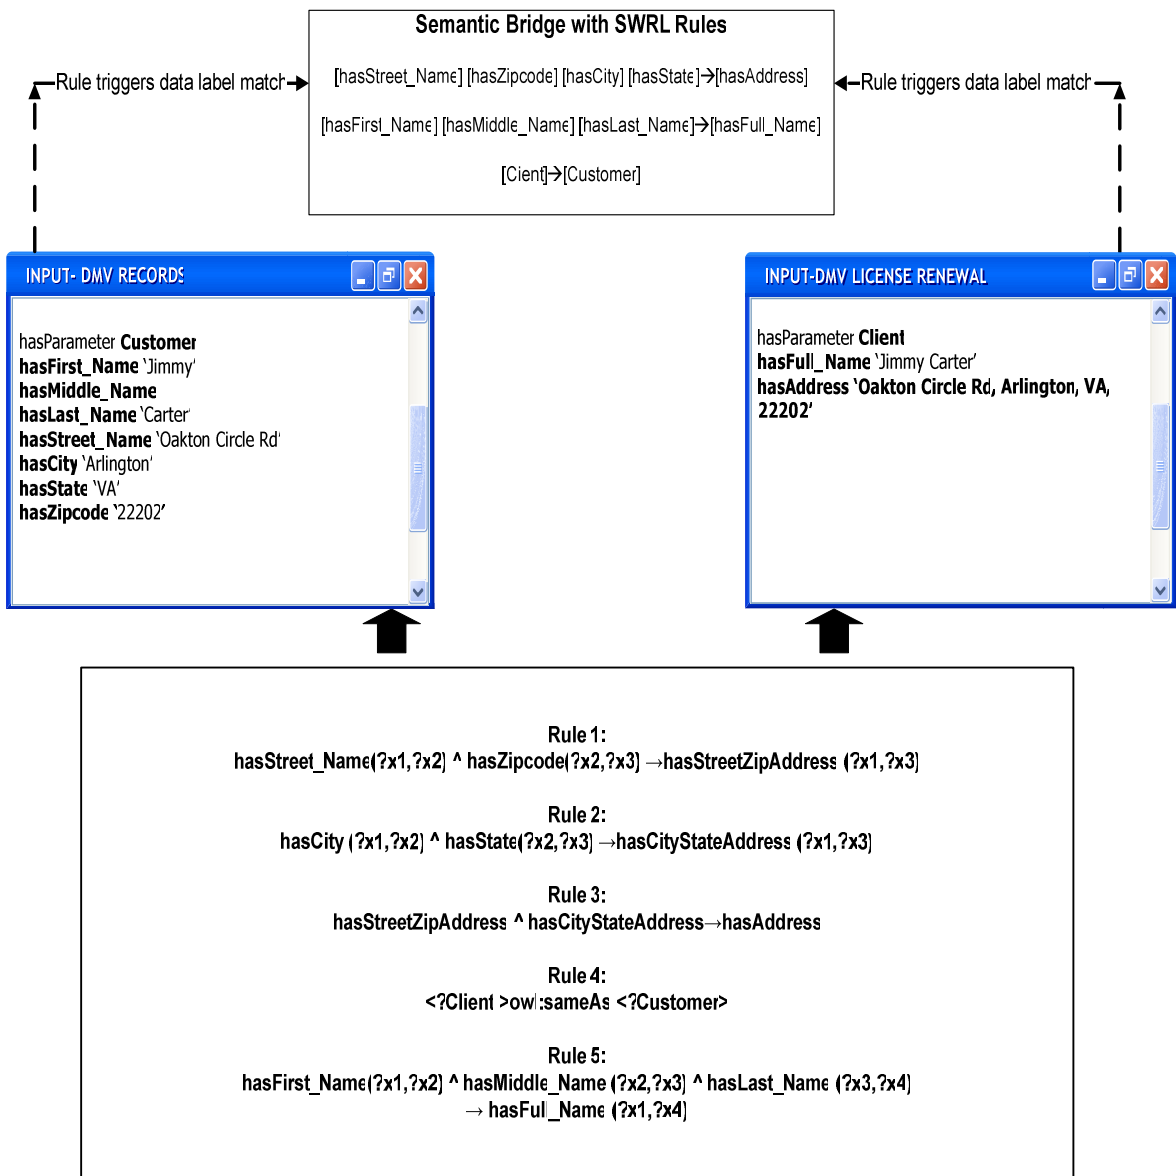 Semantic Bridge with SWRL Rules
[hasStreet_Name] [hasZipcode] [hasCity] [hasState]→[hasAddress]
[hasFirst_Name] [hasMiddle_Name] [hasLast_Name]→[hasFull_Name]
[Cient]→[Customer]
Rule triggers data label match
Rule triggers data label match
INPUT- DMV RECORDS
hasParameter Customer
hasFirst_Name ‘Jimmy’
hasMiddle_Name
hasLast_Name ‘Carter’
hasStreet_Name ‘Oakton Circle Rd’
hasCity ‘Arlington’
hasState ‘VA’
hasZipcode ‘22202’
INPUT-DMV LICENSE RENEWAL
hasParameter Client
hasFull_Name ‘Jimmy Carter’
hasAddress ‘Oakton Circle Rd, Arlington, VA,
22202’
Rule 1:
hasStreet_Name(?x1,?x2) ^ hasZipcode(?x2,?x3) →hasStreetZipAddress (?x1,?x3)
Rule 2:
hasCity (?x1,?x2) ^ hasState(?x2,?x3) →hasCityStateAddress (?x1,?x3)
Rule 3:
hasStreetZipAddress ^ hasCityStateAddress→hasAddress
Rule 4:
<?Client >owl:sameAs <?Customer>
Rule 5:
hasFirst_Name(?x1,?x2) ^ hasMiddle_Name (?x2,?x3) ^ hasLast_Name (?x3,?x4)
→ hasFull_Name (?x1,?x4)